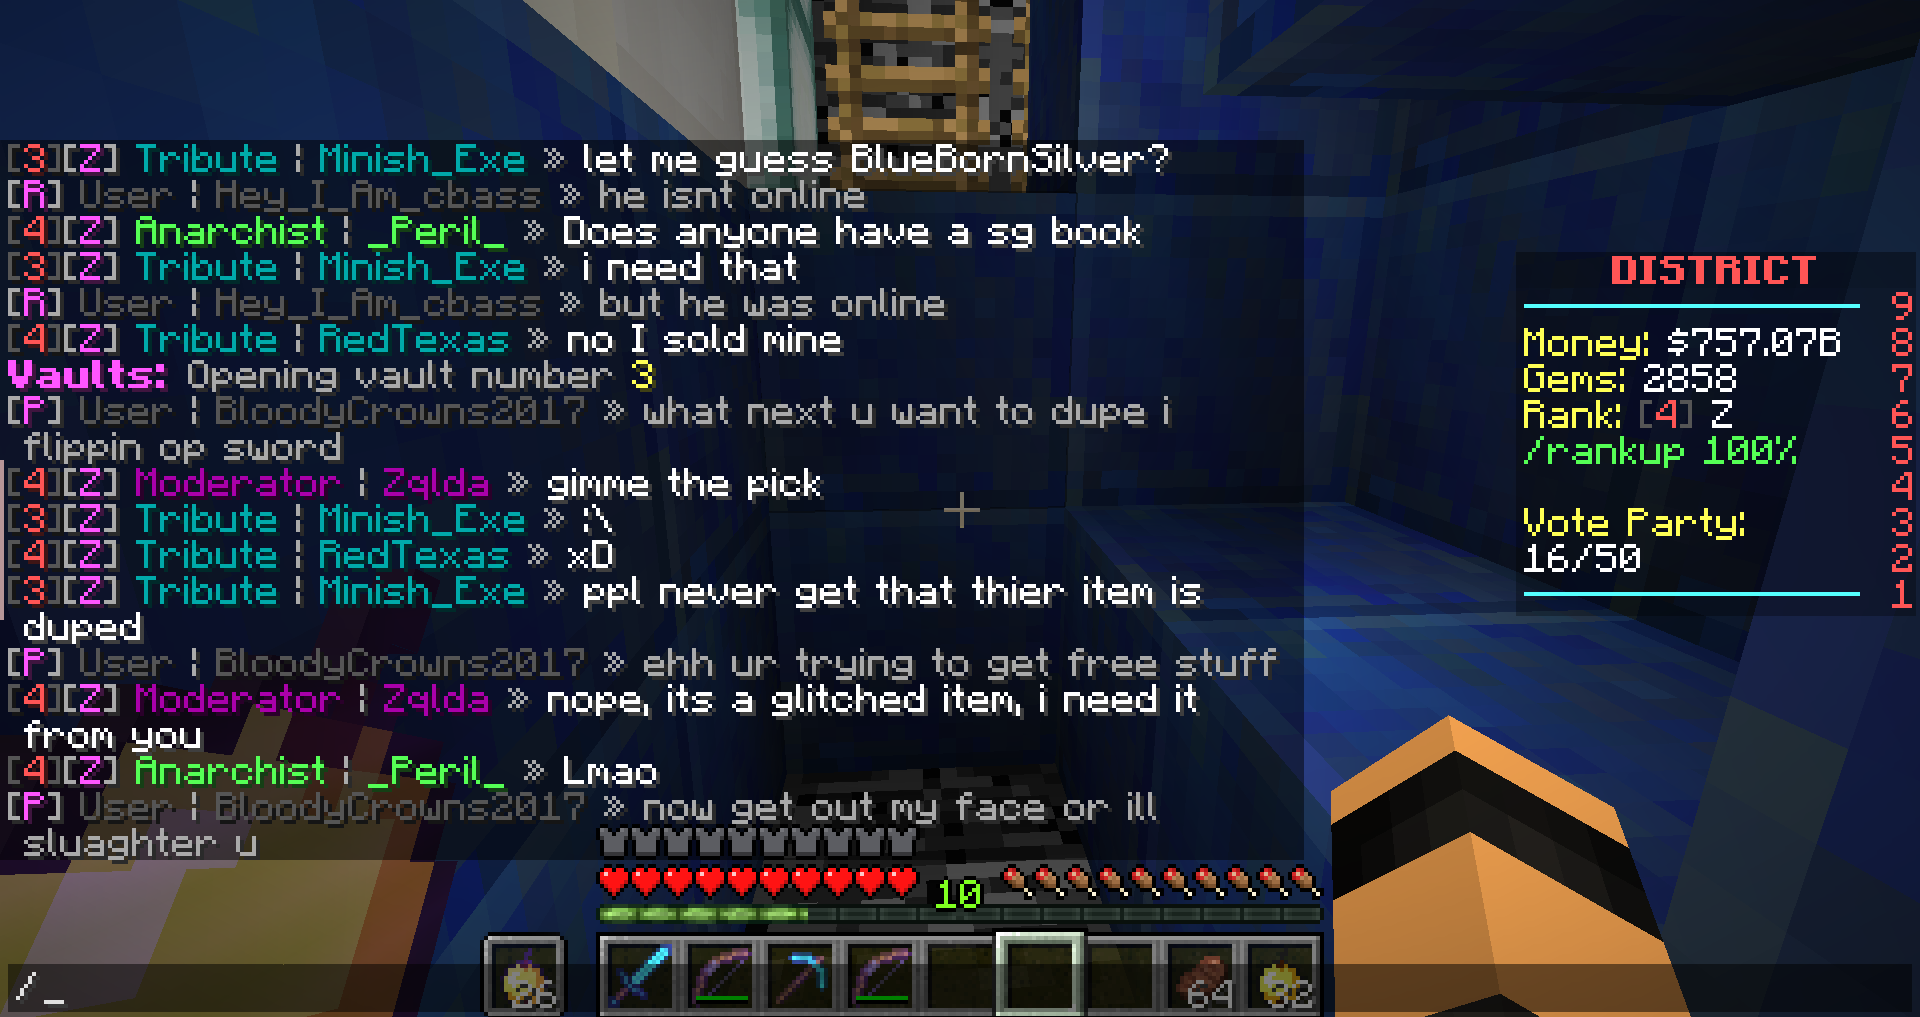 [3][Z] Tribute ¦ Minish_Exe » let me guess BlueBornSilver?
[R] User ¦ Hey_I_Am_cbass » he isnt online
[4][Z] Anarchist ¦ _Peril_ » Does anyone have a sg book
[3][Z] Tribute ¦ Minish_Exe » i need that
[R] User ¦ Hey_I_Am_cbass » but he was online
[4][Z] Tribute ¦ RedTexas » no I sold mine
Vaults: Opening vault number 3
[P] User ¦ BloodyCrowns2017 » what next u want to dupe i
flippin op sword
[4][Z] Moderator ¦ Zqlda » gimme the pick
[3][Z] Tribute ¦ Minish_Exe » :\
[4][Z] Tribute ¦ RedTexas » xD
[3][Z] Tribute ¦ Minish_Exe » ppl never get that thier item is
duped
[P] User ¦ BloodyCrowns2017 » ehh ur trying to get free stuff
[4][Z] Moderator ¦ Zqlda » nope, its a glitched item, i need it
from you
[4][Z] Anarchist ¦ _Peril_ » Lmao
[P] User ¦ BloodyCrowns2017 » now get out my face or ill
sluaghter u
DISTRICT
9
Money: $757.07B 8
Gems: 2858 7
Rank: [4] Z 6
/rankup 100% 5
4
Vote Party: 3
16/50 2
1
10
26 64 32
/_